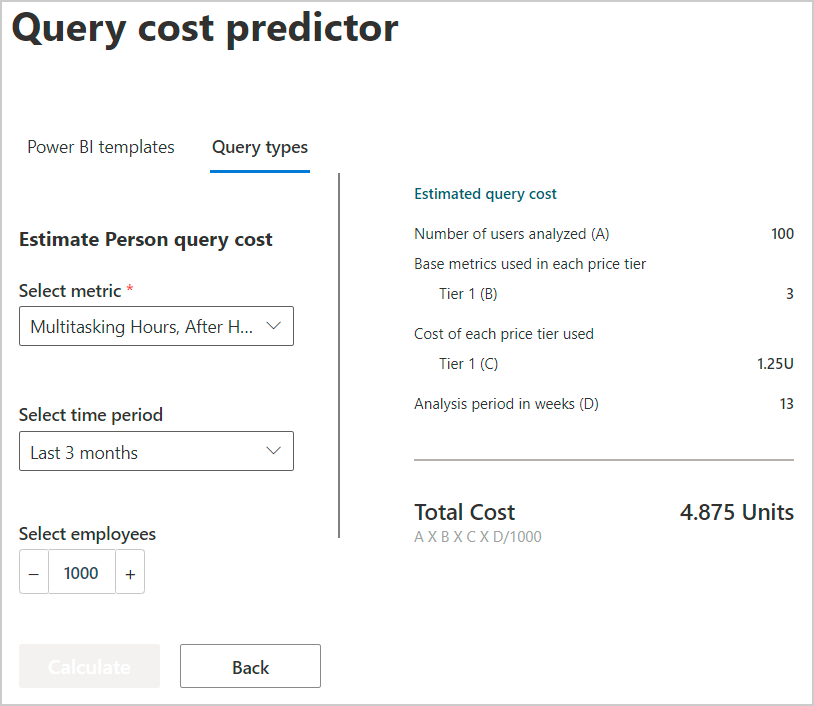 Query cost predictor
Power BI templates
Query types
Estimate Person query cost
Select metric *
Multitasking Hours, After H...
Select time period
Last 3 months
Select employees
– 1000 +
Calculate
Back
Estimated query cost
Number of users analyzed (A) 100
Base metrics used in each price tier
Tier 1 (B) 3
Cost of each price tier used
Tier 1 (C) 1.25U
Analysis period in weeks (D) 13
Total Cost 4.875 Units
A X B X C X D/1000